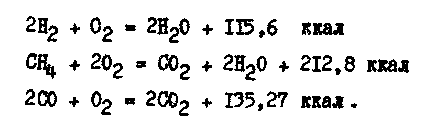 2H₂ + O₂ = 2H₂O + 115,6 ккал
CH₄ + 2O₂ = CO₂ + 2H₂O + 212,8 ккал
2CO + O₂ = 2CO₂ + 135,27 ккал.